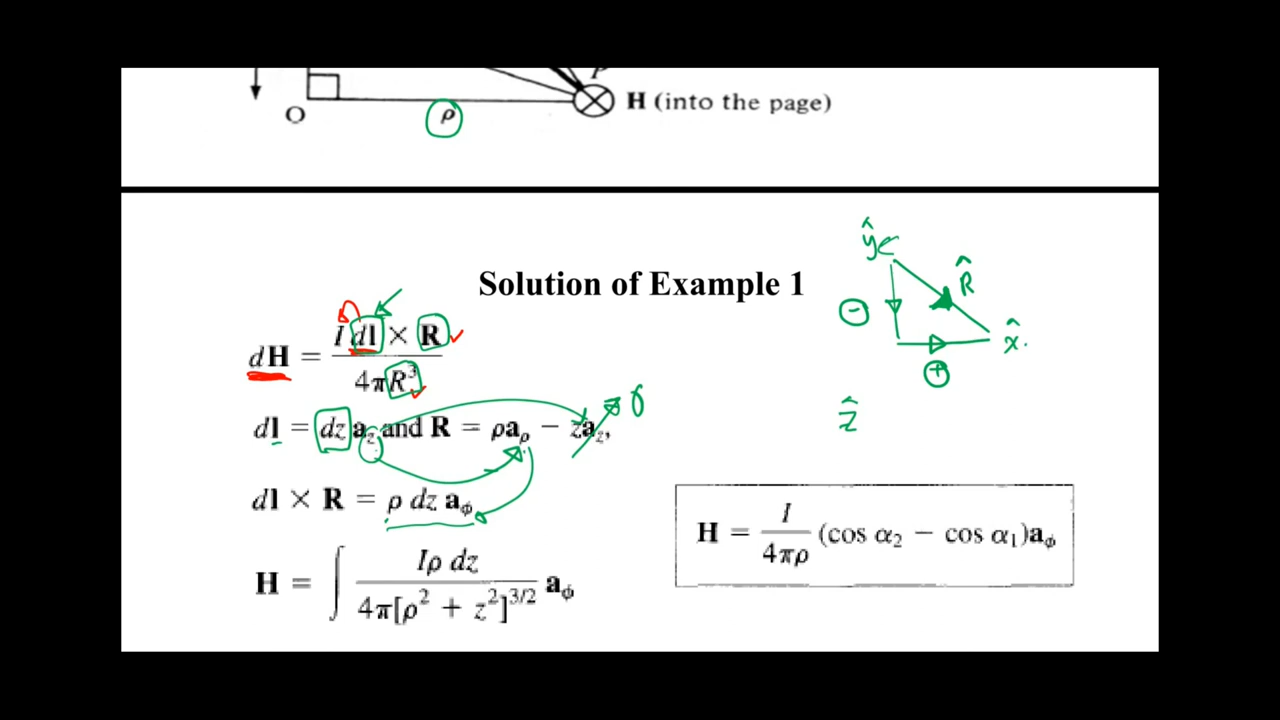 P
O ρ H (into the page)
Solution of Example 1
ŷ
R̂
⊖
x̂
⊕
ẑ
dH = I dl × R / 4πR³
dl = dz a_z and R = ρa_ρ − za_z, 0
dl × R = ρ dz a_ϕ
H = ∫ Iρ dz / 4π[ρ² + z²]^{3/2} a_ϕ
H = I / 4πρ (cos α₂ − cos α₁)a_ϕ